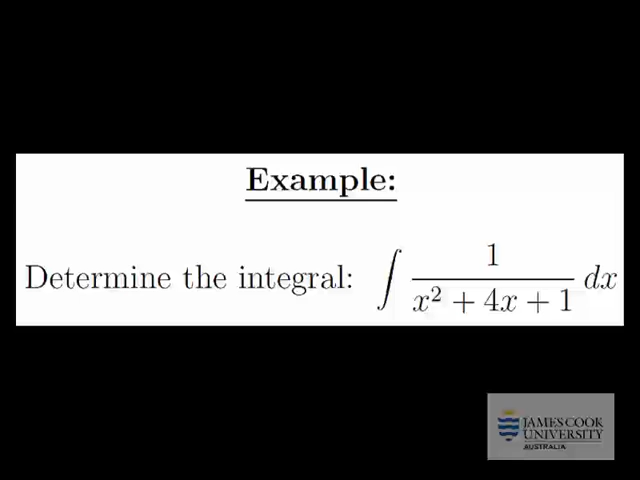 Example:
Determine the integral: ∫ 1/(x² + 4x + 1) dx
JAMES COOK
UNIVERSITY
AUSTRALIA